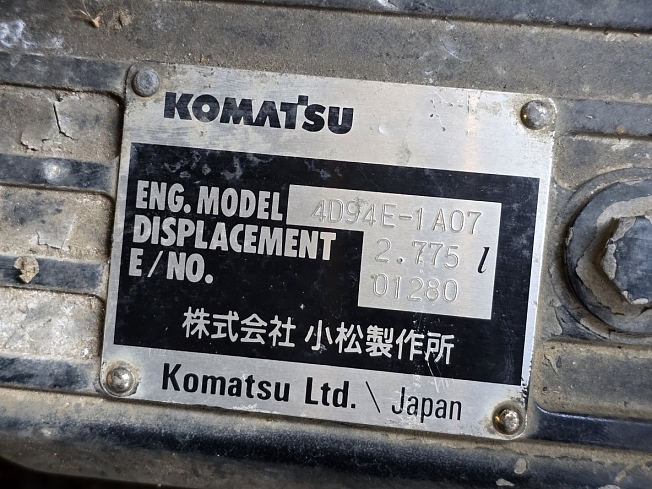 KOMATSU
ENG. MODEL 4D94E-1A07
DISPLACEMENT 2.775 l
E/NO. 01280
株式会社 小松製作所
Komatsu Ltd. \ Japan